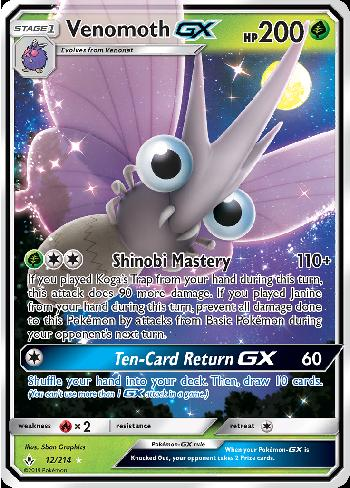 STAGE 1
Venomoth GX
HP200
Evolves from Venonat
Shinobi Mastery 110+
If you played Koga's Trap from your hand during this turn,
this attack does 90 more damage. If you played Janine
from your hand during this turn, prevent all damage done
to this Pokémon by attacks from Basic Pokémon during
your opponent's next turn.
Ten-Card Return GX 60
Shuffle your hand into your deck. Then, draw 10 cards.
(You can't use more than 1 GX attack in a game.)
weakness × 2 resistance retreat
Illus. 5ban Graphics
12/214
©2019 Pokémon
Pokémon-GX rule
When your Pokémon-GX is
Knocked Out, your opponent takes 2 Prize cards.